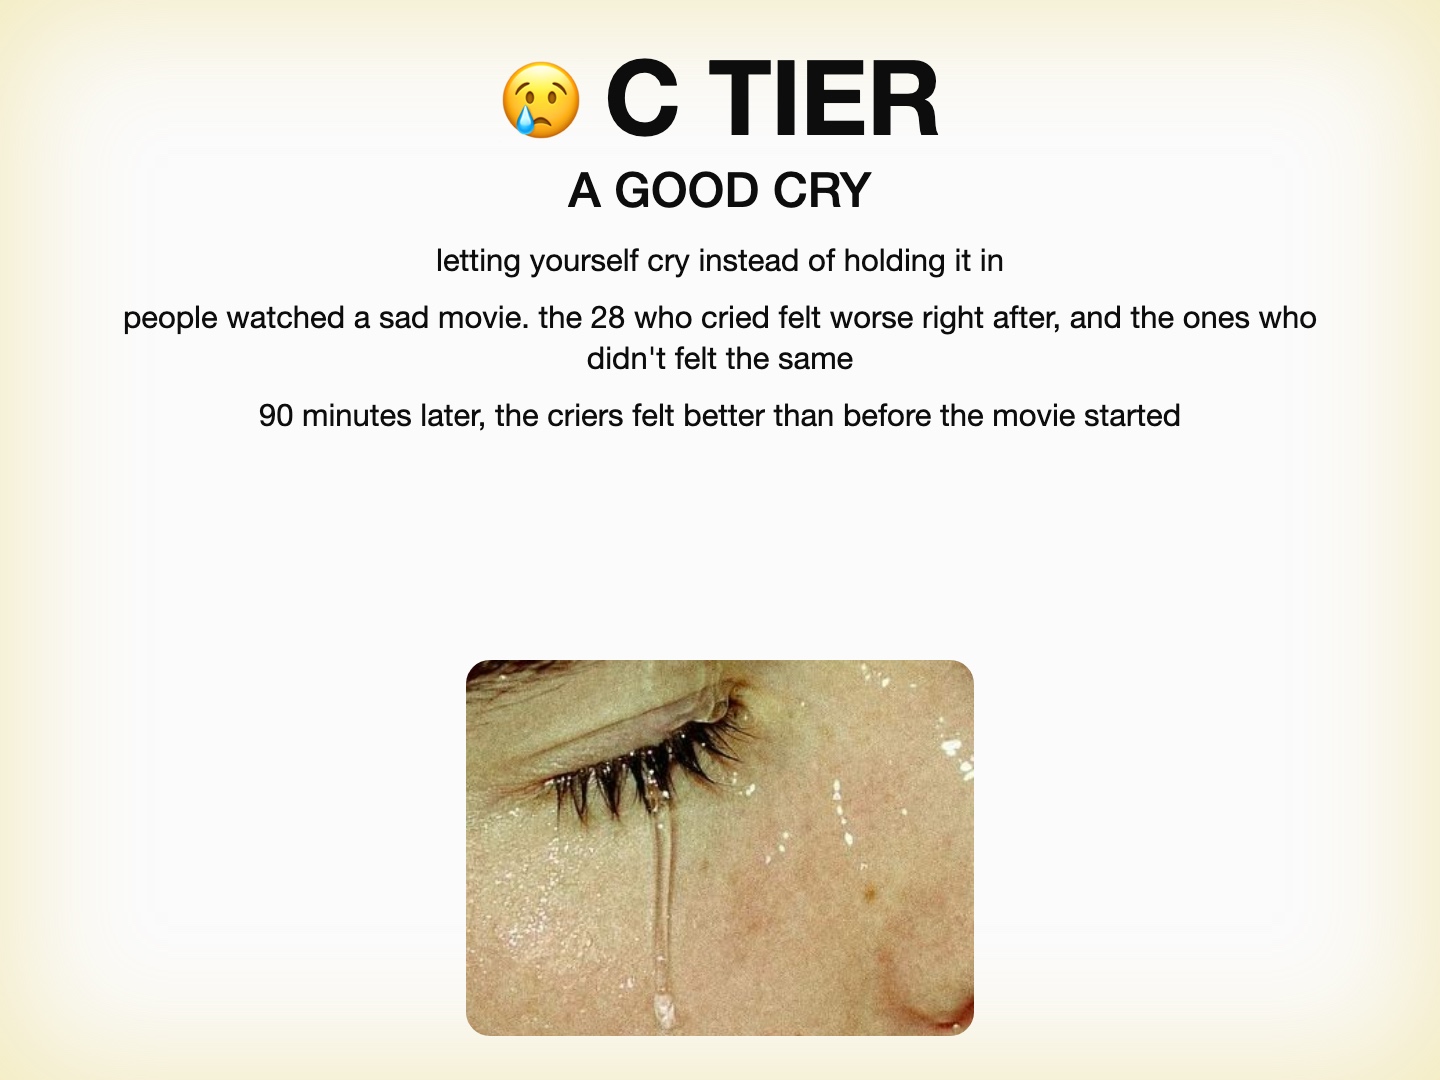 😢 C TIER
A GOOD CRY
letting yourself cry instead of holding it in
people watched a sad movie. the 28 who cried felt worse right after, and the ones who
didn't felt the same
90 minutes later, the criers felt better than before the movie started